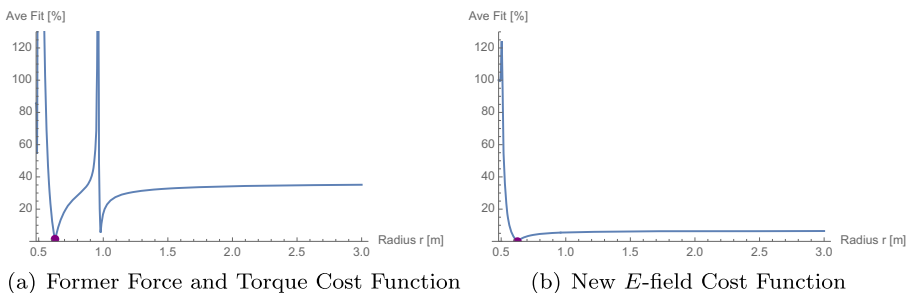 Ave Fit [%]
120
100
80
60
40
20
0.5 1.0 1.5 2.0 2.5 3.0
Radius r [m]
(a) Former Force and Torque Cost Function
Ave Fit [%]
120
100
80
60
40
20
0.5 1.0 1.5 2.0 2.5 3.0
Radius r [m]
(b) New E-field Cost Function